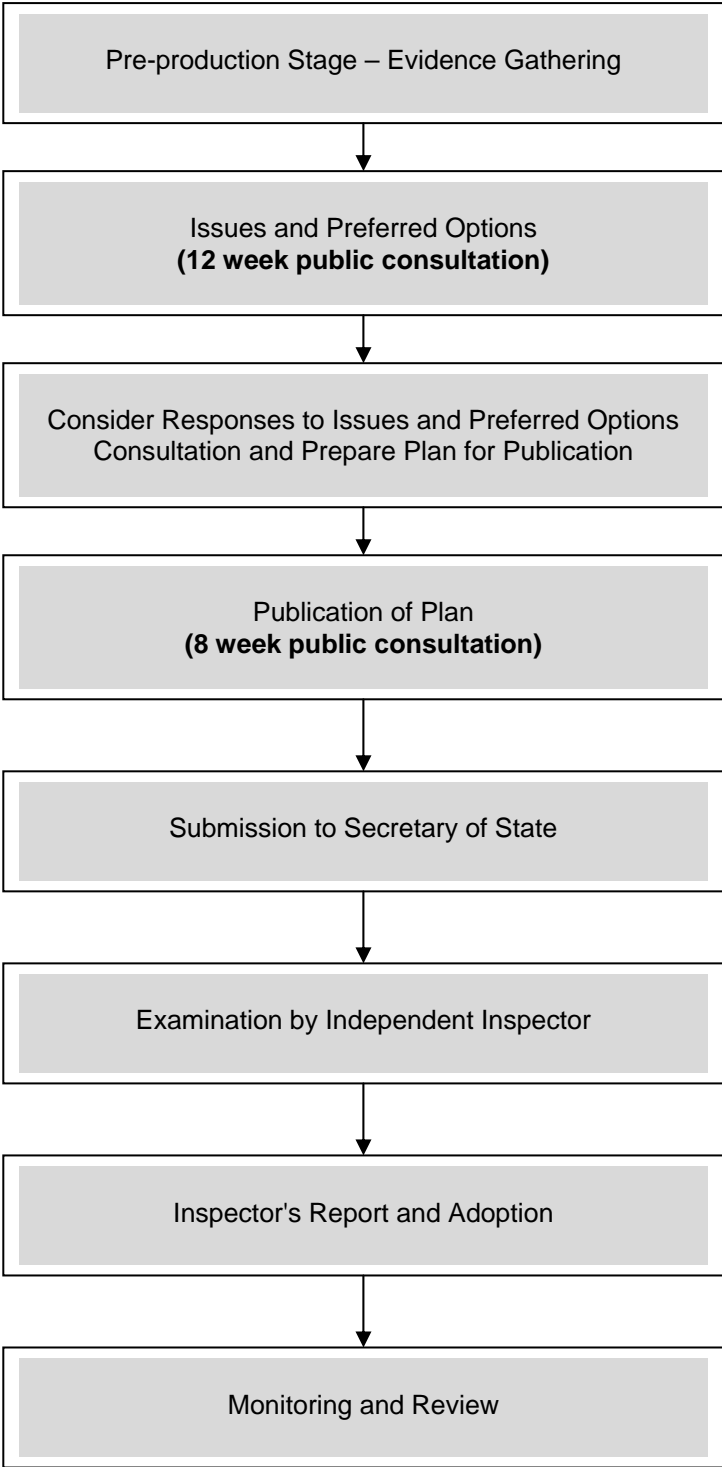 Pre-production Stage – Evidence Gathering
Issues and Preferred Options
(12 week public consultation)
Consider Responses to Issues and Preferred Options
Consultation and Prepare Plan for Publication
Publication of Plan
(8 week public consultation)
Submission to Secretary of State
Examination by Independent Inspector
Inspector's Report and Adoption
Monitoring and Review